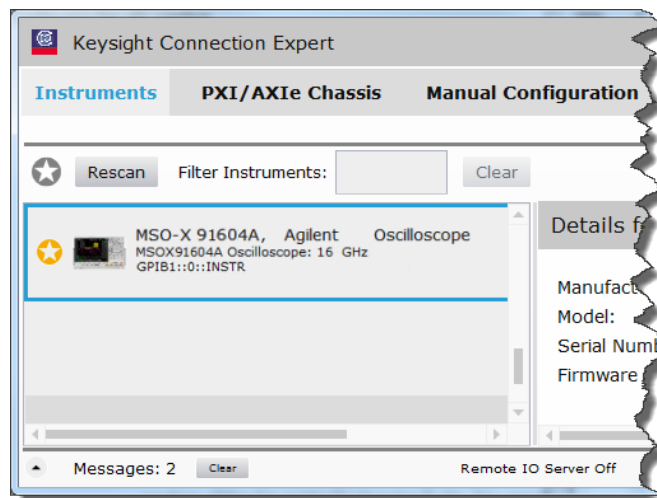 Keysight Connection Expert
Instruments PXI/AXIe Chassis Manual Configuration
Rescan Filter Instruments: Clear
MSO-X 91604A, Agilent Oscilloscope
MSOX91604A Oscilloscope: 16 GHz
GPIB1::0::INSTR
Details
Manufact
Model:
Serial Num
Firmware
Messages: 2 Clear Remote IO Server Off